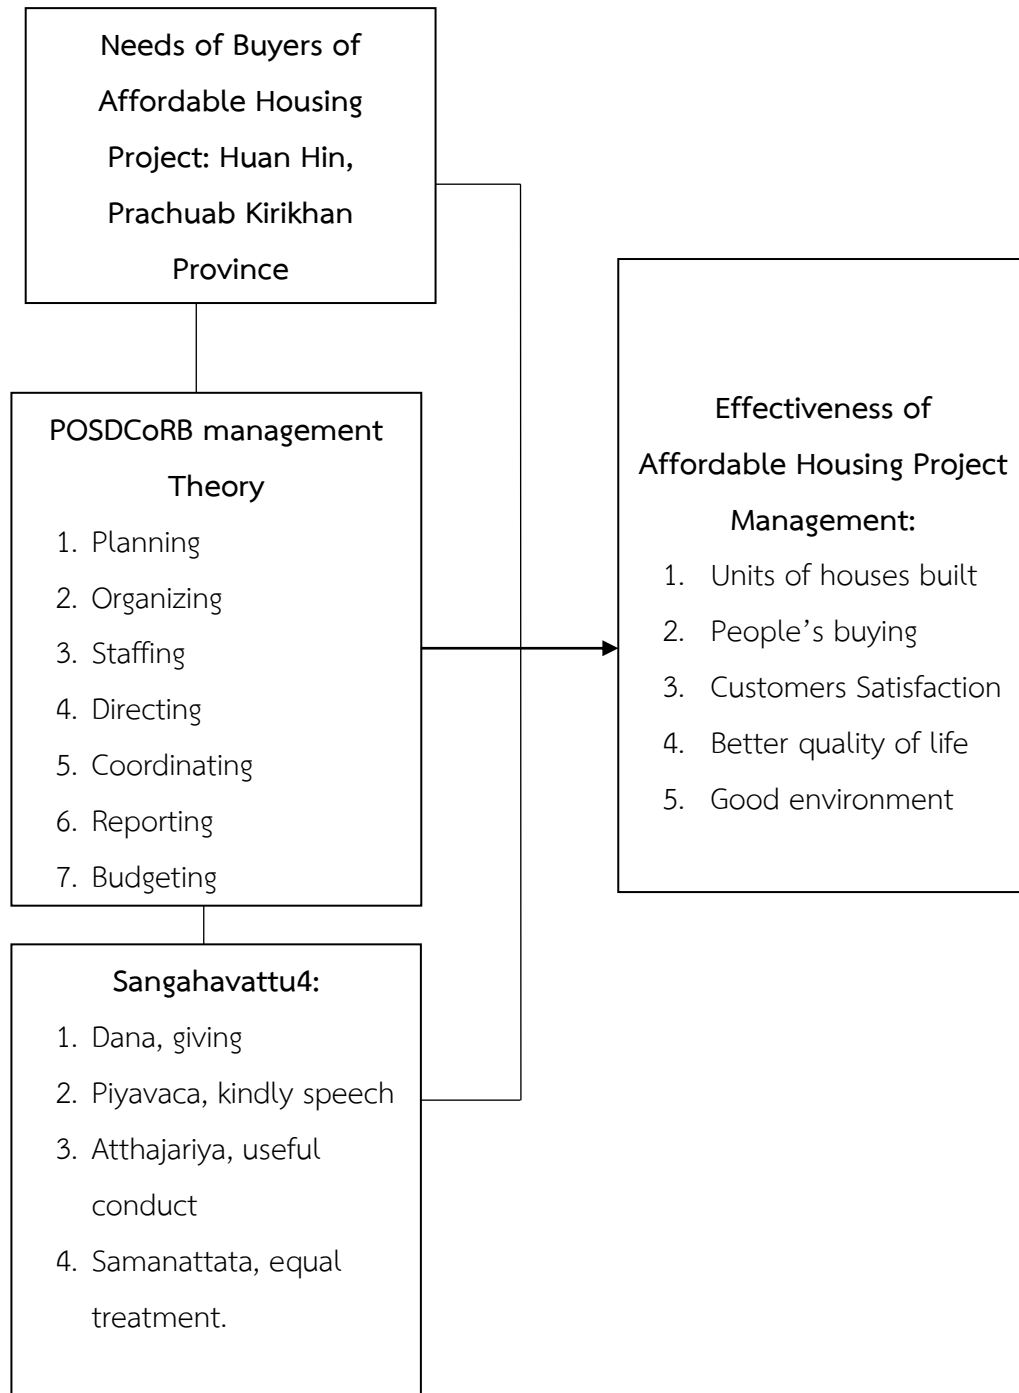 Needs of Buyers of
Affordable Housing
Project: Huan Hin,
Prachuab Kirikhan
Province
POSDCoRB management
Theory
1. Planning
2. Organizing
3. Staffing
4. Directing
5. Coordinating
6. Reporting
7. Budgeting
Sangahavattu4:
1. Dana, giving
2. Piyavaca, kindly speech
3. Atthajariya, useful
conduct
4. Samanattata, equal
treatment.
Effectiveness of
Affordable Housing Project
Management:
1. Units of houses built
2. People’s buying
3. Customers Satisfaction
4. Better quality of life
5. Good environment